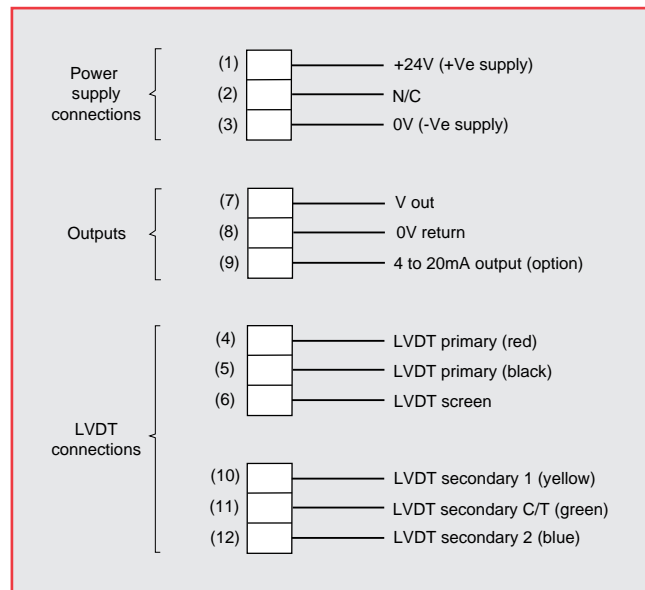 Power
supply
connections
(1) +24V (+Ve supply)
(2) N/C
(3) 0V (-Ve supply)
Outputs
(7) V out
(8) 0V return
(9) 4 to 20mA output (option)
LVDT
connections
(4) LVDT primary (red)
(5) LVDT primary (black)
(6) LVDT screen
(10) LVDT secondary 1 (yellow)
(11) LVDT secondary C/T (green)
(12) LVDT secondary 2 (blue)